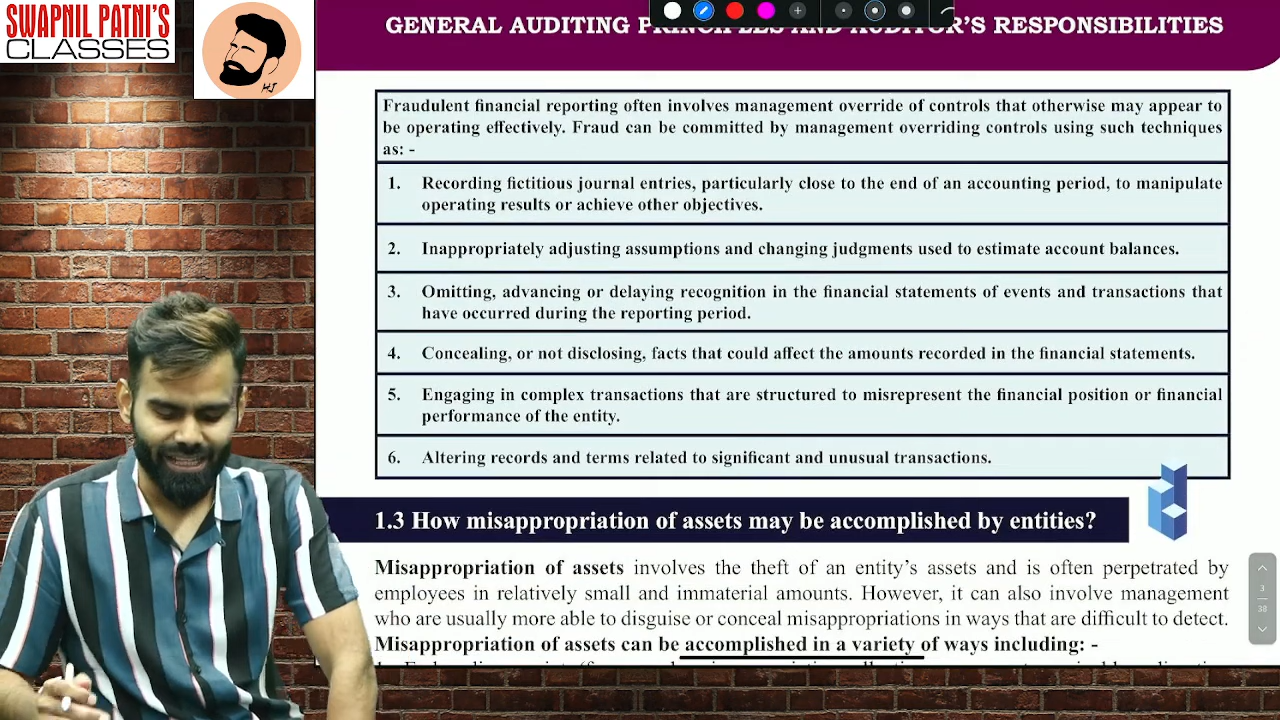 SWAPNIL PATNI'S
CLASSES
HJ
GENERAL AUDITING PRINCIPLES AND AUDITOR'S RESPONSIBILITIES
Fraudulent financial reporting often involves management override of controls that otherwise may appear to
be operating effectively. Fraud can be committed by management overriding controls using such techniques
as: -
1. Recording fictitious journal entries, particularly close to the end of an accounting period, to manipulate
operating results or achieve other objectives.
2. Inappropriately adjusting assumptions and changing judgments used to estimate account balances.
3. Omitting, advancing or delaying recognition in the financial statements of events and transactions that
have occurred during the reporting period.
4. Concealing, or not disclosing, facts that could affect the amounts recorded in the financial statements.
5. Engaging in complex transactions that are structured to misrepresent the financial position or financial
performance of the entity.
6. Altering records and terms related to significant and unusual transactions.
1.3 How misappropriation of assets may be accomplished by entities?
Misappropriation of assets involves the theft of an entity's assets and is often perpetrated by
employees in relatively small and immaterial amounts. However, it can also involve management
who are usually more able to disguise or conceal misappropriations in ways that are difficult to detect.
Misappropriation of assets can be accomplished in a variety of ways including: -
3
38